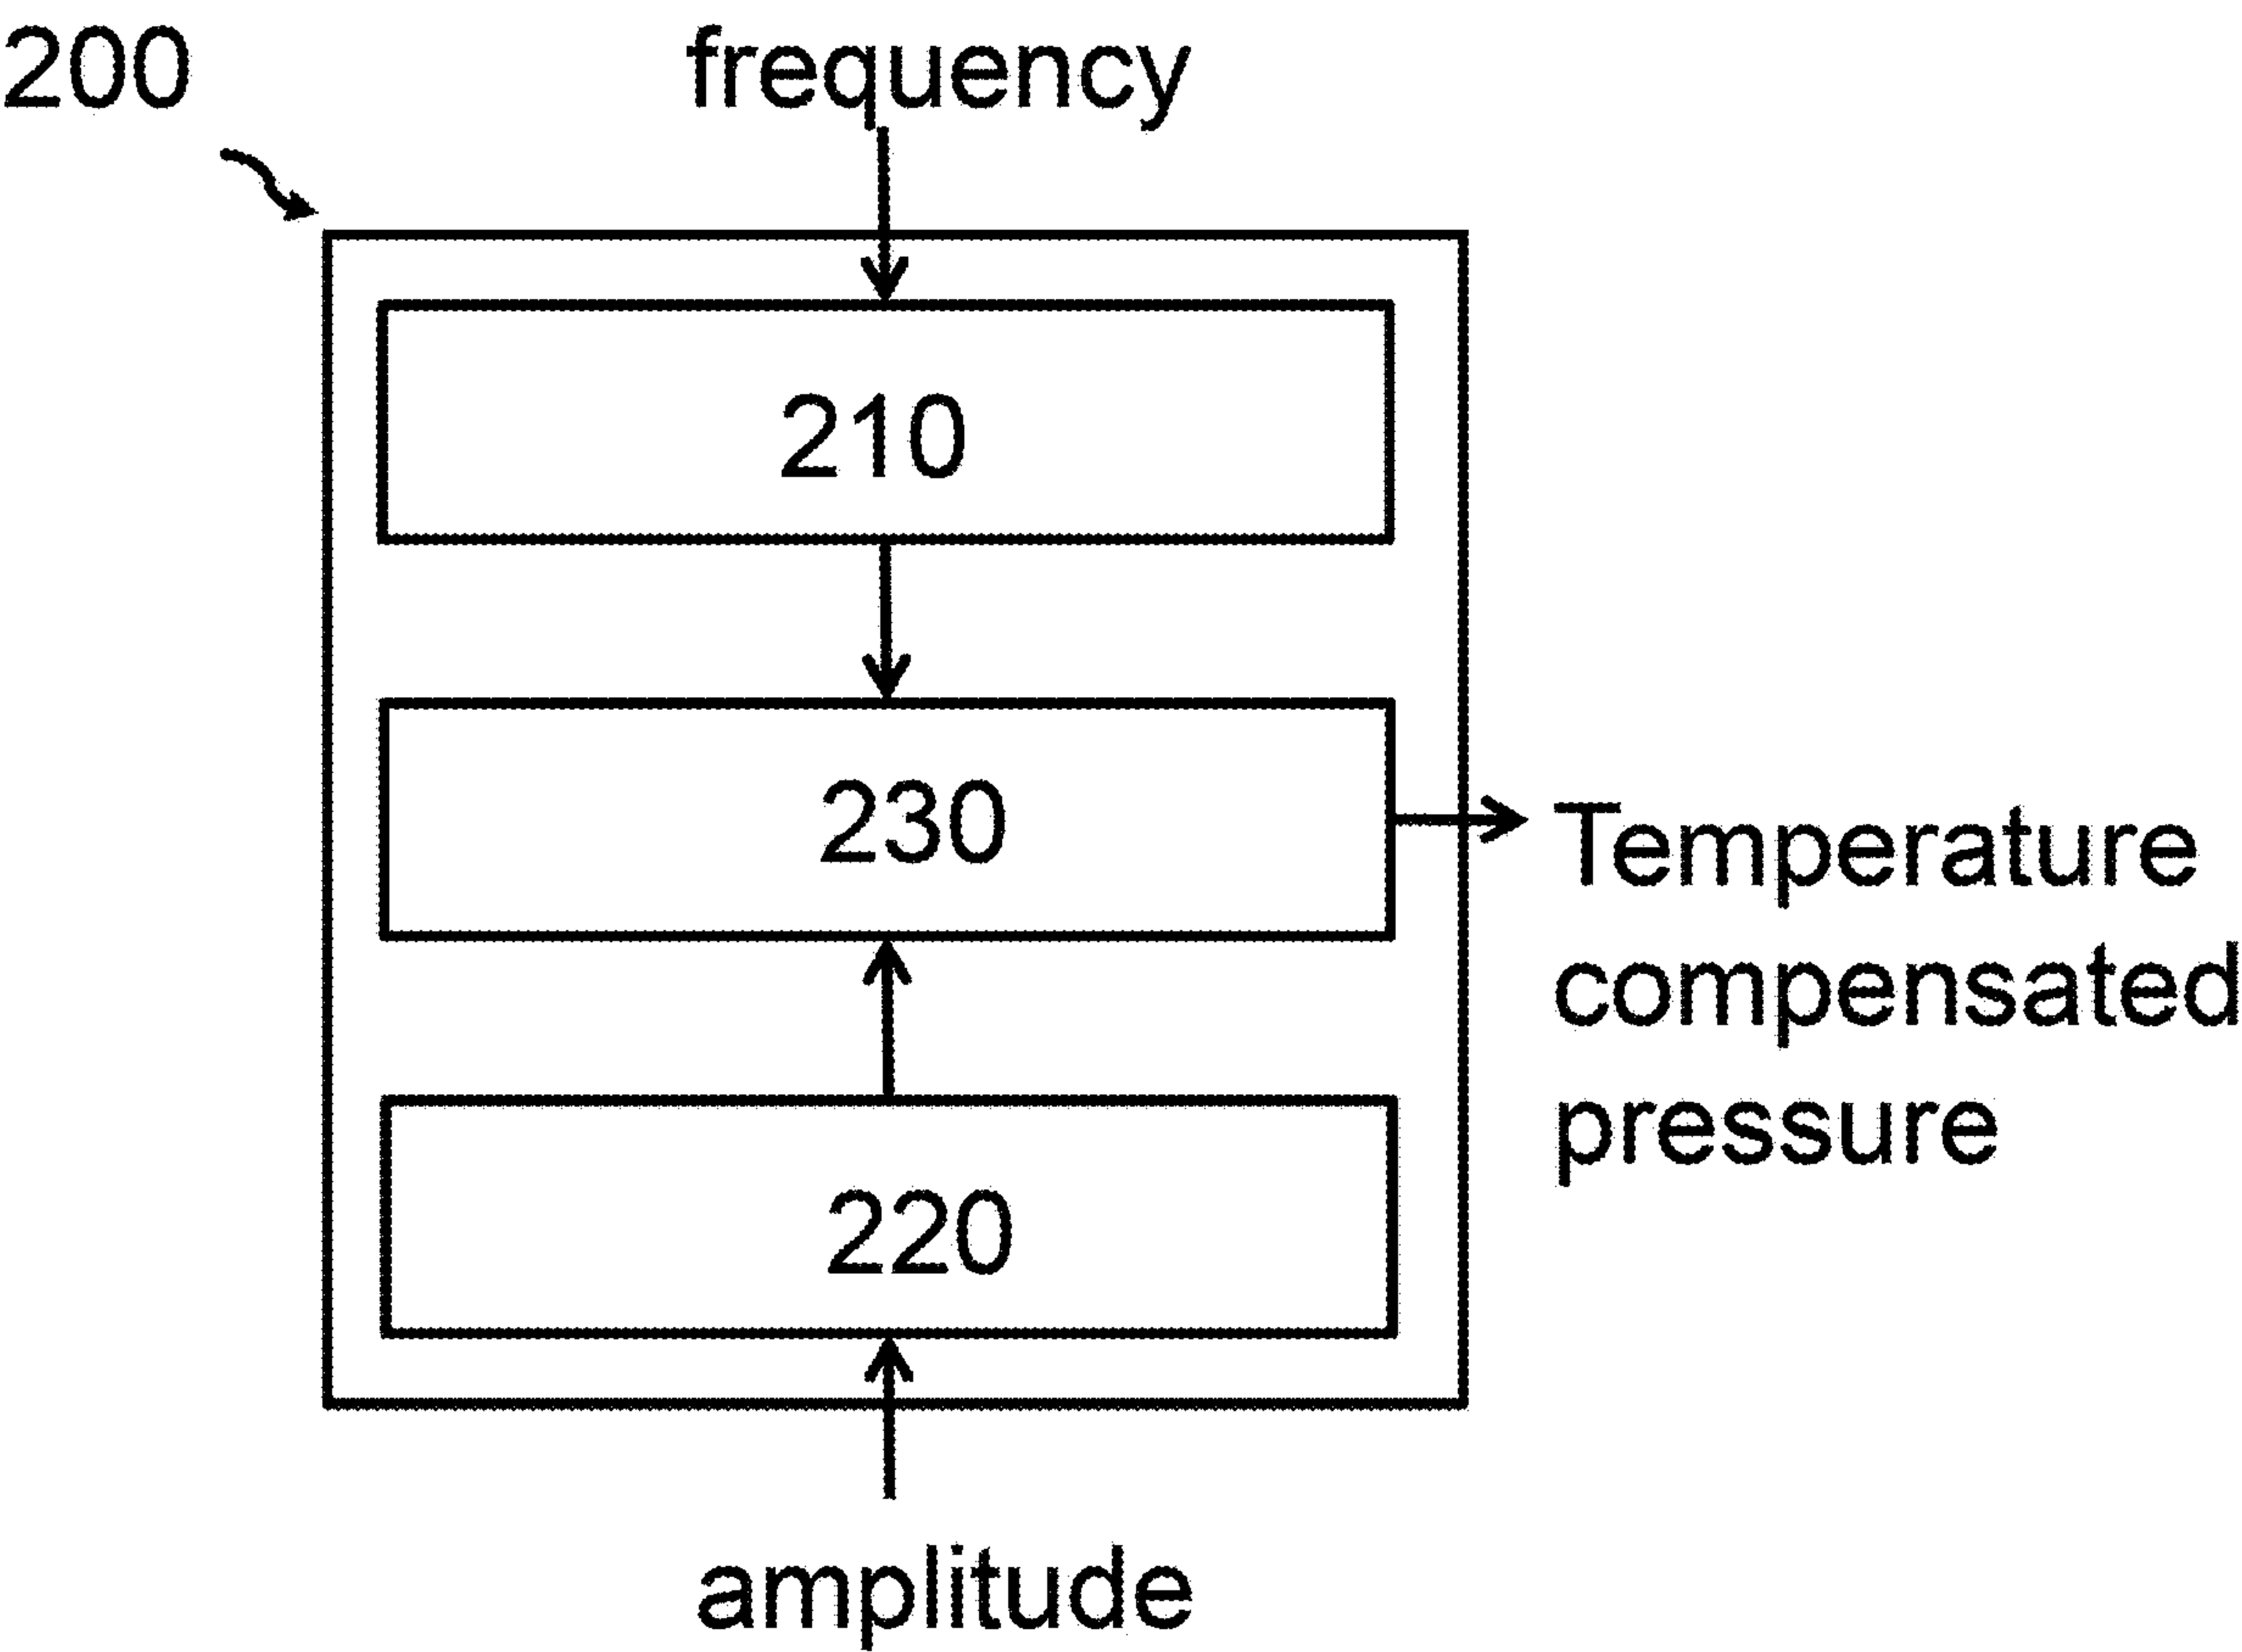 200
frequency
210
230
Temperature
compensated
pressure
220
amplitude